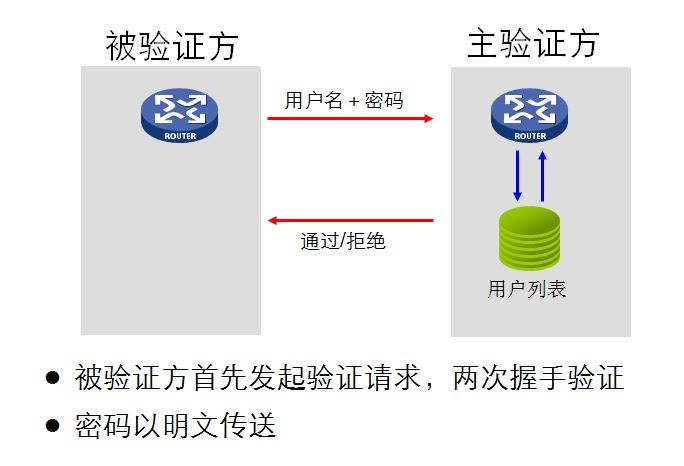 被验证方
主验证方
ROUTER
用户名＋密码
ROUTER
通过/拒绝
用户列表
● 被验证方首先发起验证请求，两次握手验证
● 密码以明文传送